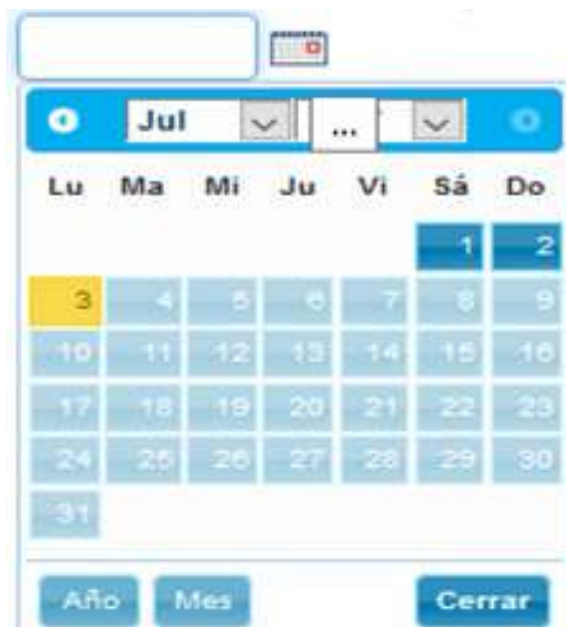 Jul ...
Lu Ma Mi Ju Vi Sá Do
1 2
3 4 5 6 7 8 9
10 11 12 13 14 15 16
17 18 19 20 21 22 23
24 25 26 27 28 29 30
31
Año Mes Cerrar